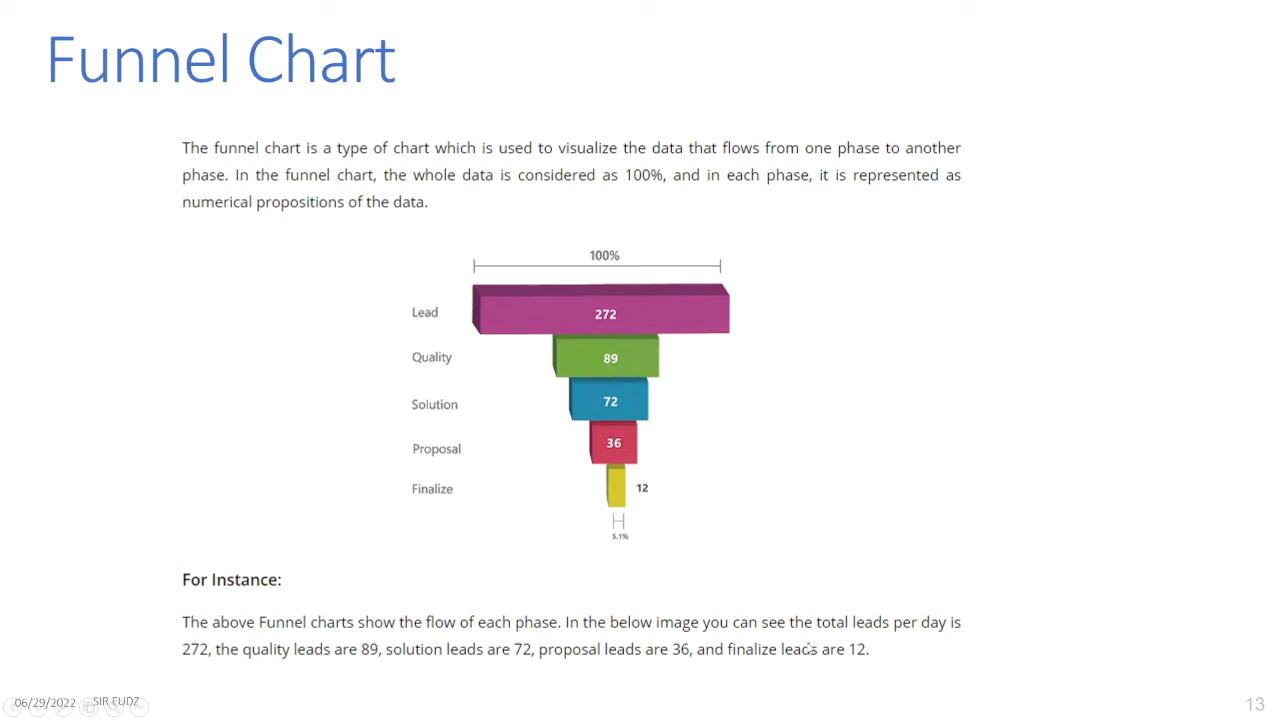 Funnel Chart
The funnel chart is a type of chart which is used to visualize the data that flows from one phase to another
phase. In the funnel chart, the whole data is considered as 100%, and in each phase, it is represented as
numerical propositions of the data.
100%
Lead 272
Quality 89
Solution 72
Proposal 36
Finalize 12
5.1%
For Instance:
The above Funnel charts show the flow of each phase. In the below image you can see the total leads per day is
272, the quality leads are 89, solution leads are 72, proposal leads are 36, and finalize leads are 12.
06/29/2022 SIR EUDZ 13